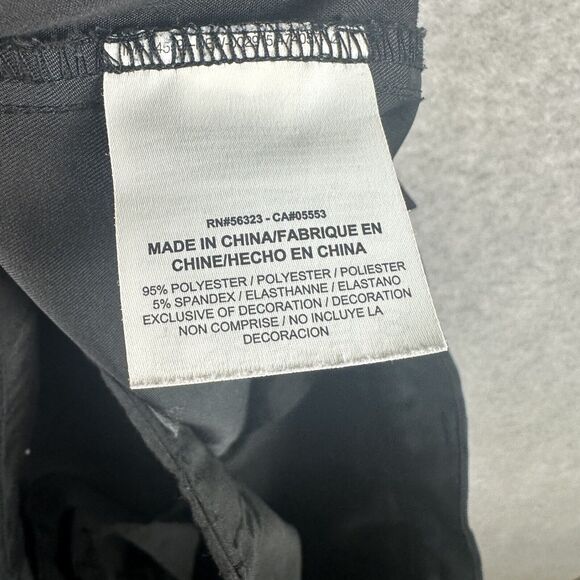 RN#56323 - CA#05553
MADE IN CHINA/FABRIQUE EN
CHINE/HECHO EN CHINA
95% POLYESTER / POLYESTER / POLIESTER
5% SPANDEX / ELASTHANNE / ELASTANO
EXCLUSIVE OF DECORATION / DECORATION
NON COMPRISE / NO INCLUYE LA
DECORACION